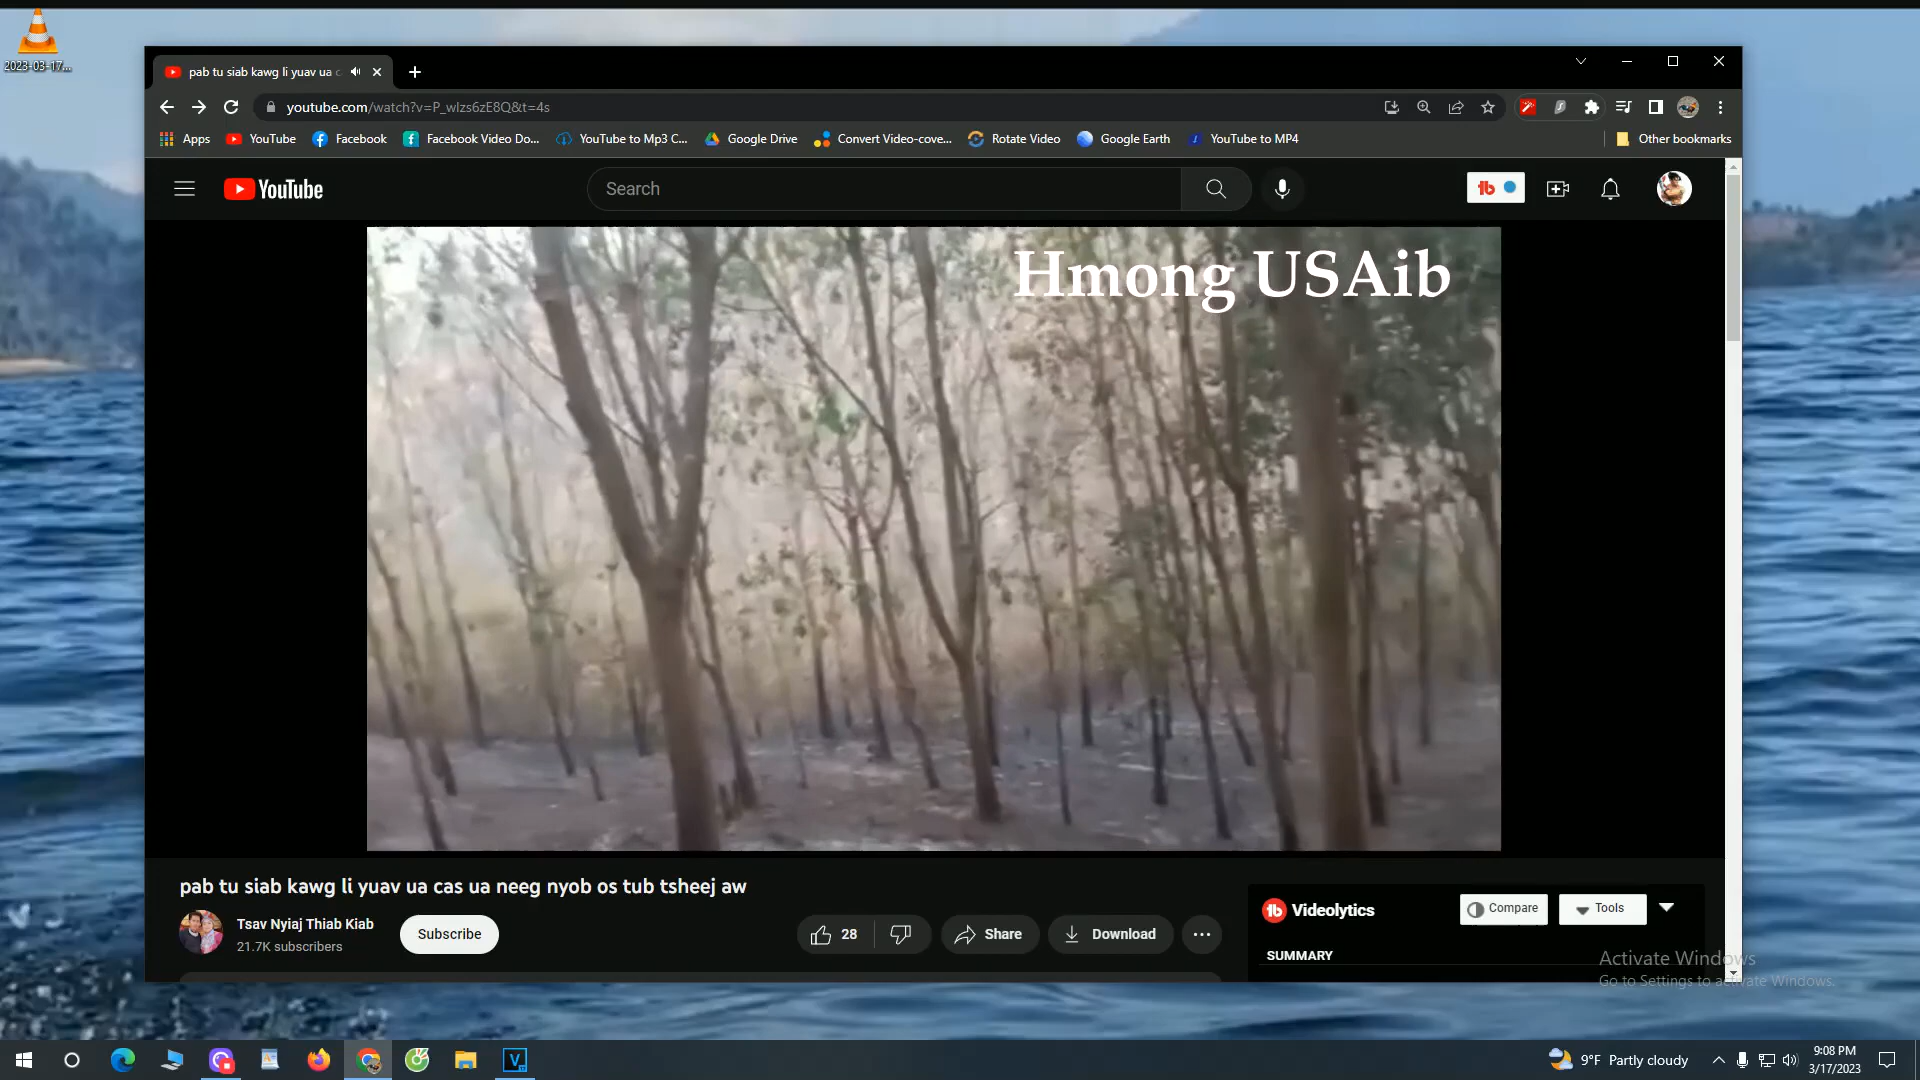 2023-03-17...
pab tu siab kawg li yuav ua c
youtube.com/watch?v=P_wlzs6zE8Q&t=4s
Apps YouTube Facebook Facebook Video Do... YouTube to Mp3 C... Google Drive Convert Video-cove... Rotate Video Google Earth YouTube to MP4 Other bookmarks
YouTube Search
Hmong USAib
pab tu siab kawg li yuav ua cas ua neeg nyob os tub tsheej aw
Tsav Nyiaj Thiab Kiab
21.7K subscribers
Subscribe
28 Share Download
Videolytics Compare Tools
SUMMARY
Activate Windows
Go to Settings to activate Windows.
9°F Partly cloudy
9:08 PM
3/17/2023